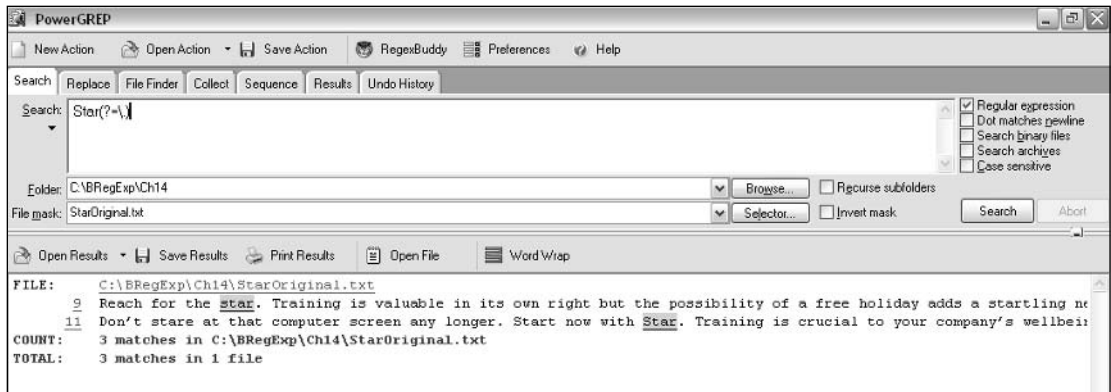 PowerGREP
New Action Open Action Save Action RegexBuddy Preferences Help
Search Replace File Finder Collect Sequence Results Undo History
Search: Star(?=\.)
Regular expression
Dot matches newline
Search binary files
Search archives
Case sensitive
Folder: C:\BRegExp\Ch14 Browse... Recurse subfolders
File mask: StarOriginal.txt Selector... Invert mask Search Abort
Open Results Save Results Print Results Open File Word Wrap
FILE: C:\BRegExp\Ch14\StarOriginal.txt
9 Reach for the star. Training is valuable in its own right but the possibility of a free holiday adds a startling ne
11 Don't stare at that computer screen any longer. Start now with Star. Training is crucial to your company's wellbei
COUNT: 3 matches in C:\BRegExp\Ch14\StarOriginal.txt
TOTAL: 3 matches in 1 file